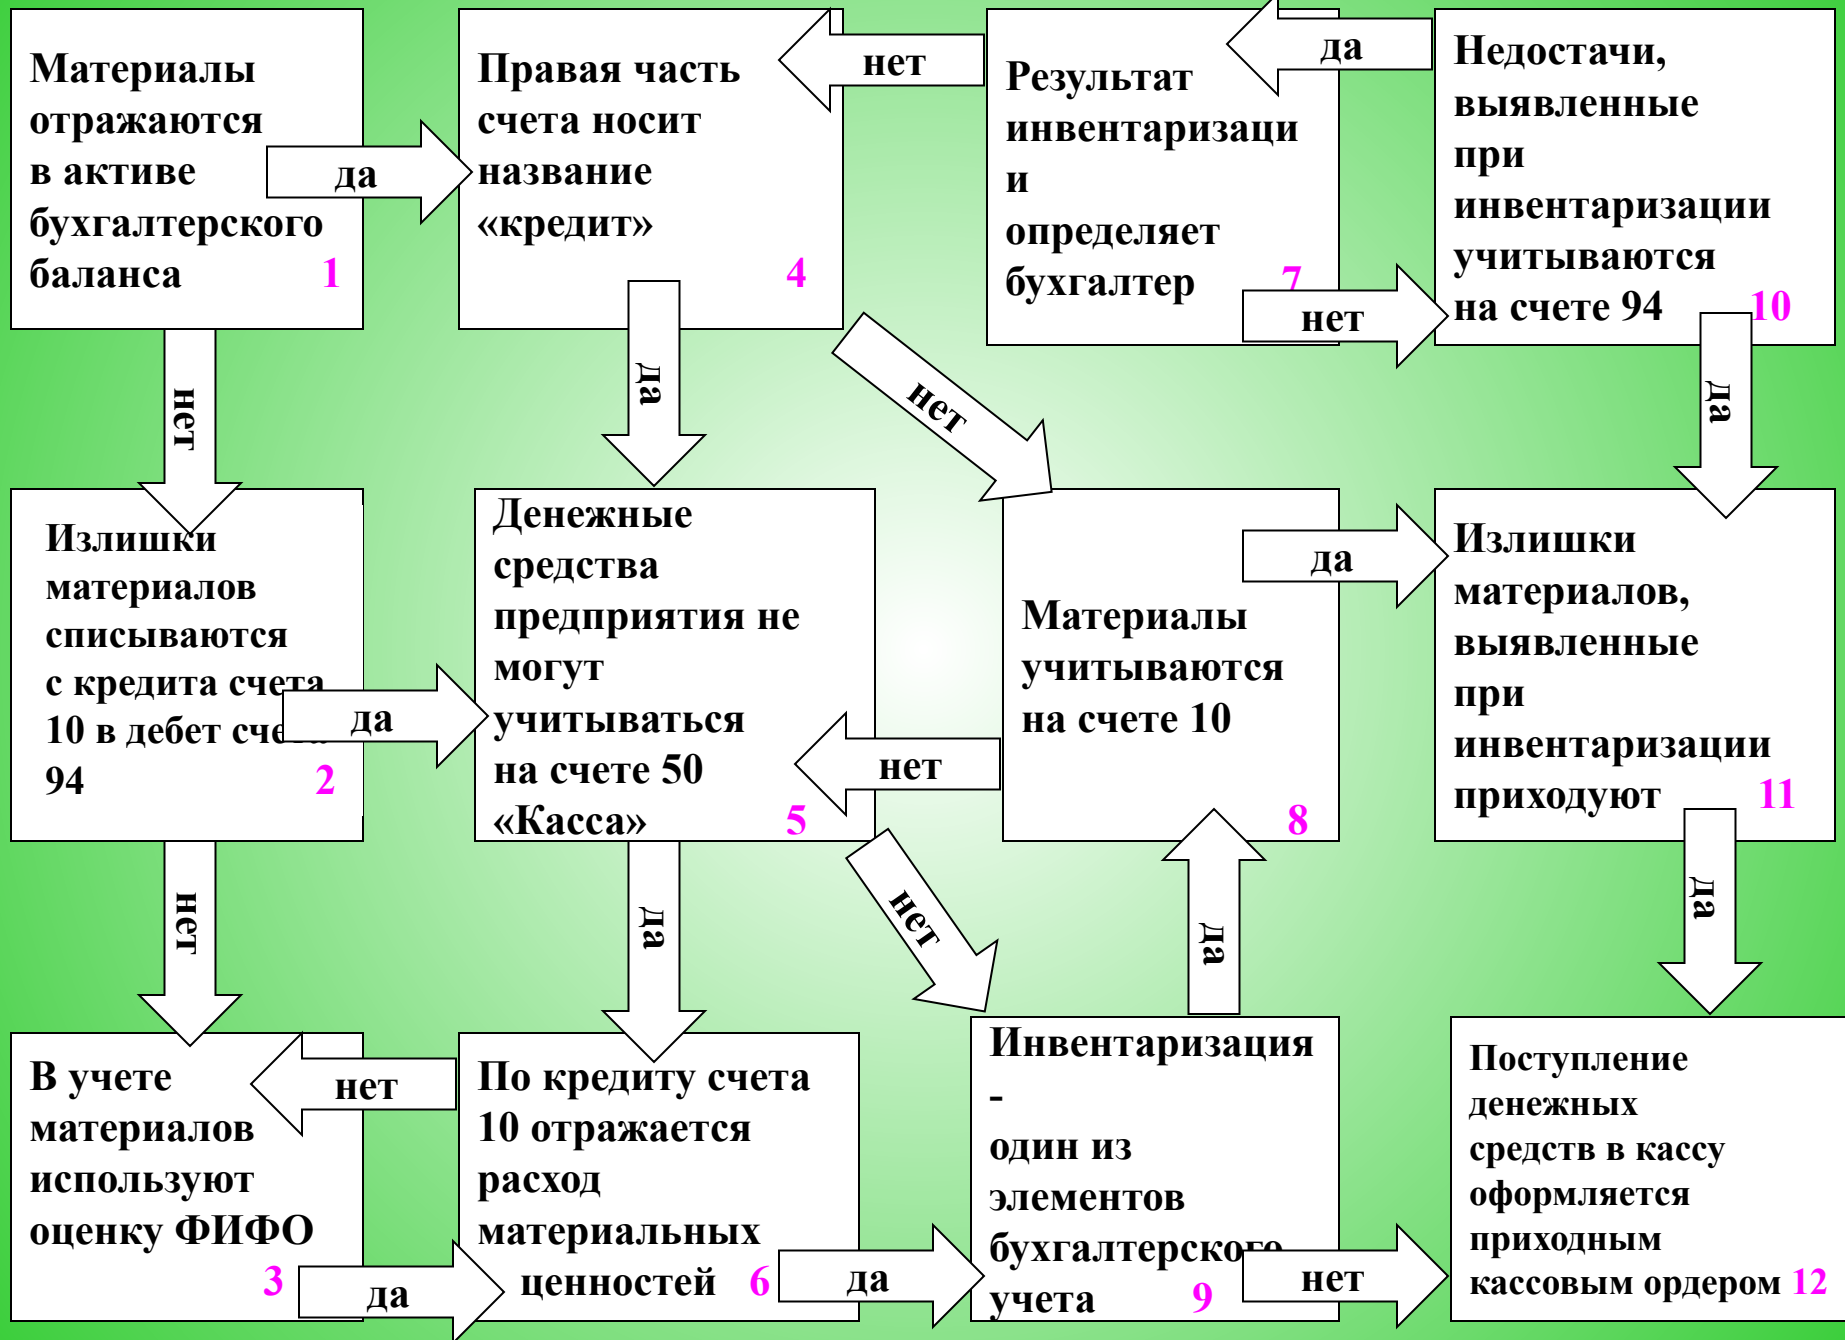 Материалы
отражаются
в активе
бухгалтерского
баланса 1
да
Правая часть
счета носит
название
«кредит»
4
нет
Результат
инвентаризаци
и
определяет
бухгалтер 7
да
нет
Недостачи,
выявленные
при
инвентаризации
учитываются
на счете 94 10
нет
да
нет
да
Излишки
материалов
списываются
с кредита счета
10 в дебет счета
94 2
да
Денежные
средства
предприятия не
могут
учитываться
на счете 50
«Касса» 5
нет
Материалы
учитываются
на счете 10
8
да
Излишки
материалов,
выявленные
при
инвентаризации
приходуют 11
нет
да
нет
да
да
В учете
материалов
используют
оценку ФИФО
3
нет
да
По кредиту счета
10 отражается
расход
материальных
ценностей 6
да
Инвентаризация
-
один из
элементов
бухгалтерского
учета 9
нет
Поступление
денежных
средств в кассу
оформляется
приходным
кассовым ордером 12